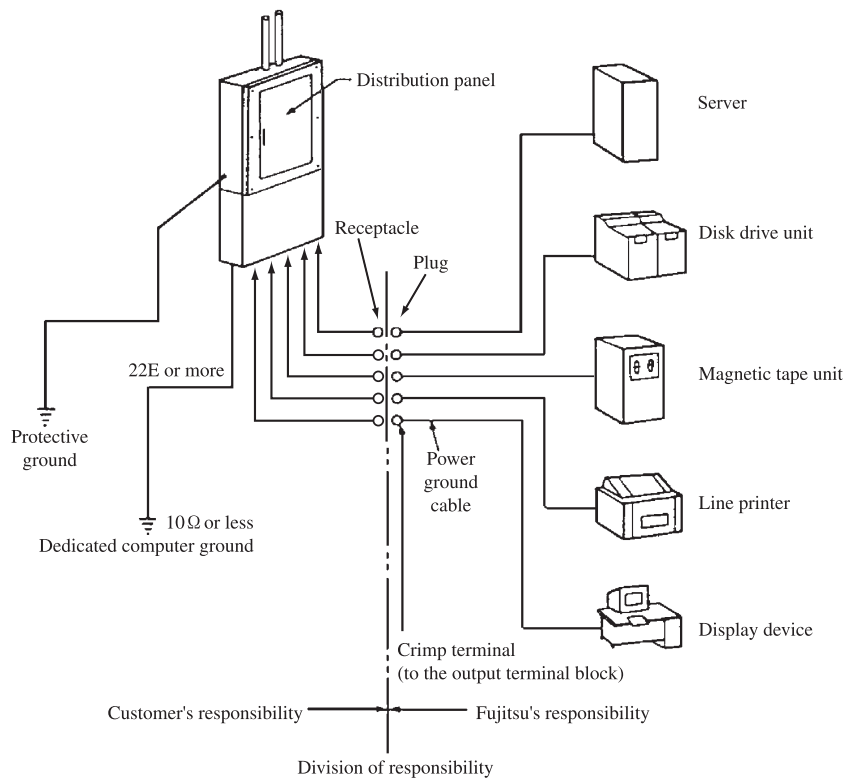 Distribution panel
Server
Receptacle
Disk drive unit
Plug
22E or more
Magnetic tape unit
Protective
ground
Power
ground
cable
Line printer
10Ω or less
Dedicated computer ground
Display device
Crimp terminal
(to the output terminal block)
Customer's responsibility
Fujitsu's responsibility
Division of responsibility